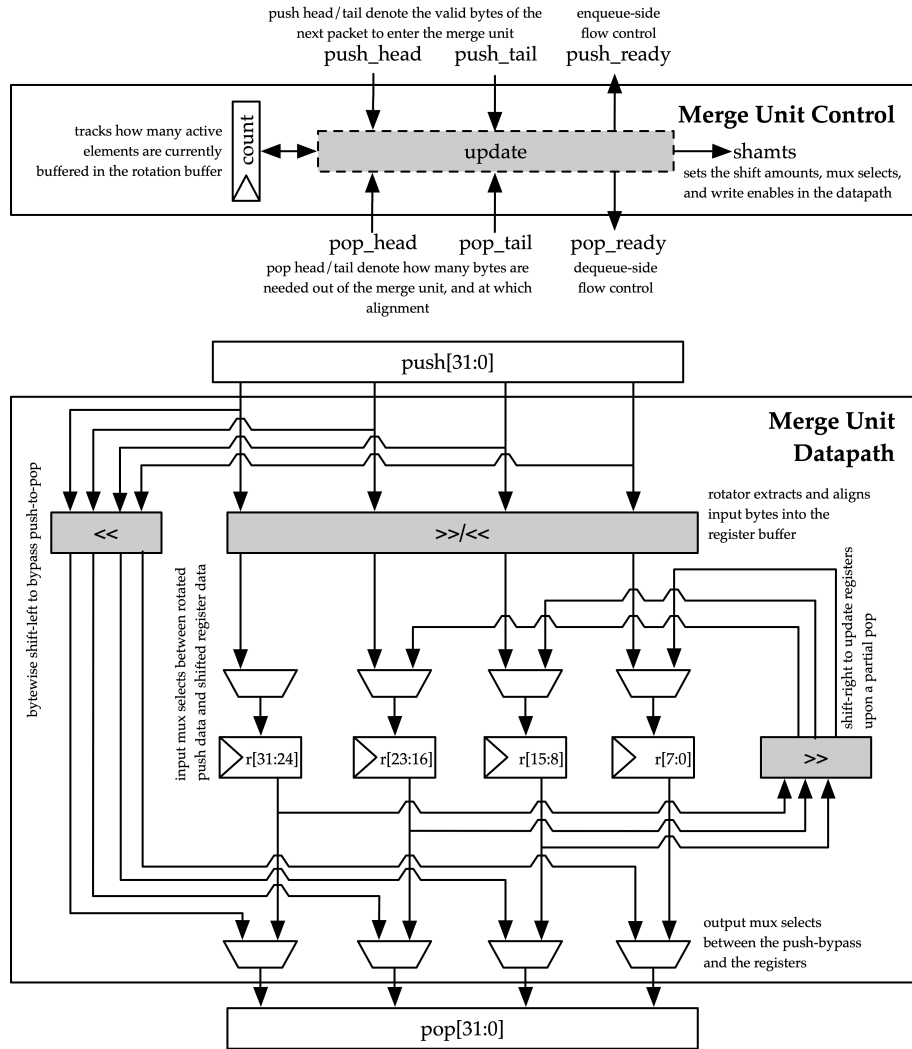 push head/tail denote the valid bytes of the
next packet to enter the merge unit
enqueue-side
flow control
push_head
push_tail
push_ready
Merge Unit Control
tracks how many active
elements are currently
buffered in the rotation buffer
count
update
shamts
sets the shift amounts, mux selects,
and write enables in the datapath
pop_head
pop_tail
pop_ready
pop head/tail denote how many bytes are
needed out of the merge unit, and at which
alignment
dequeue-side
flow control
push[31:0]
Merge Unit
Datapath
bytewise shift-left to bypass push-to-pop
<<
>>/<<
rotator extracts and aligns
input bytes into the
register buffer
input mux selects between rotated
push data and shifted register data
shift-right to update registers
upon a partial pop
r[31:24]
r[23:16]
r[15:8]
r[7:0]
>>
output mux selects
between the push-bypass
and the registers
pop[31:0]